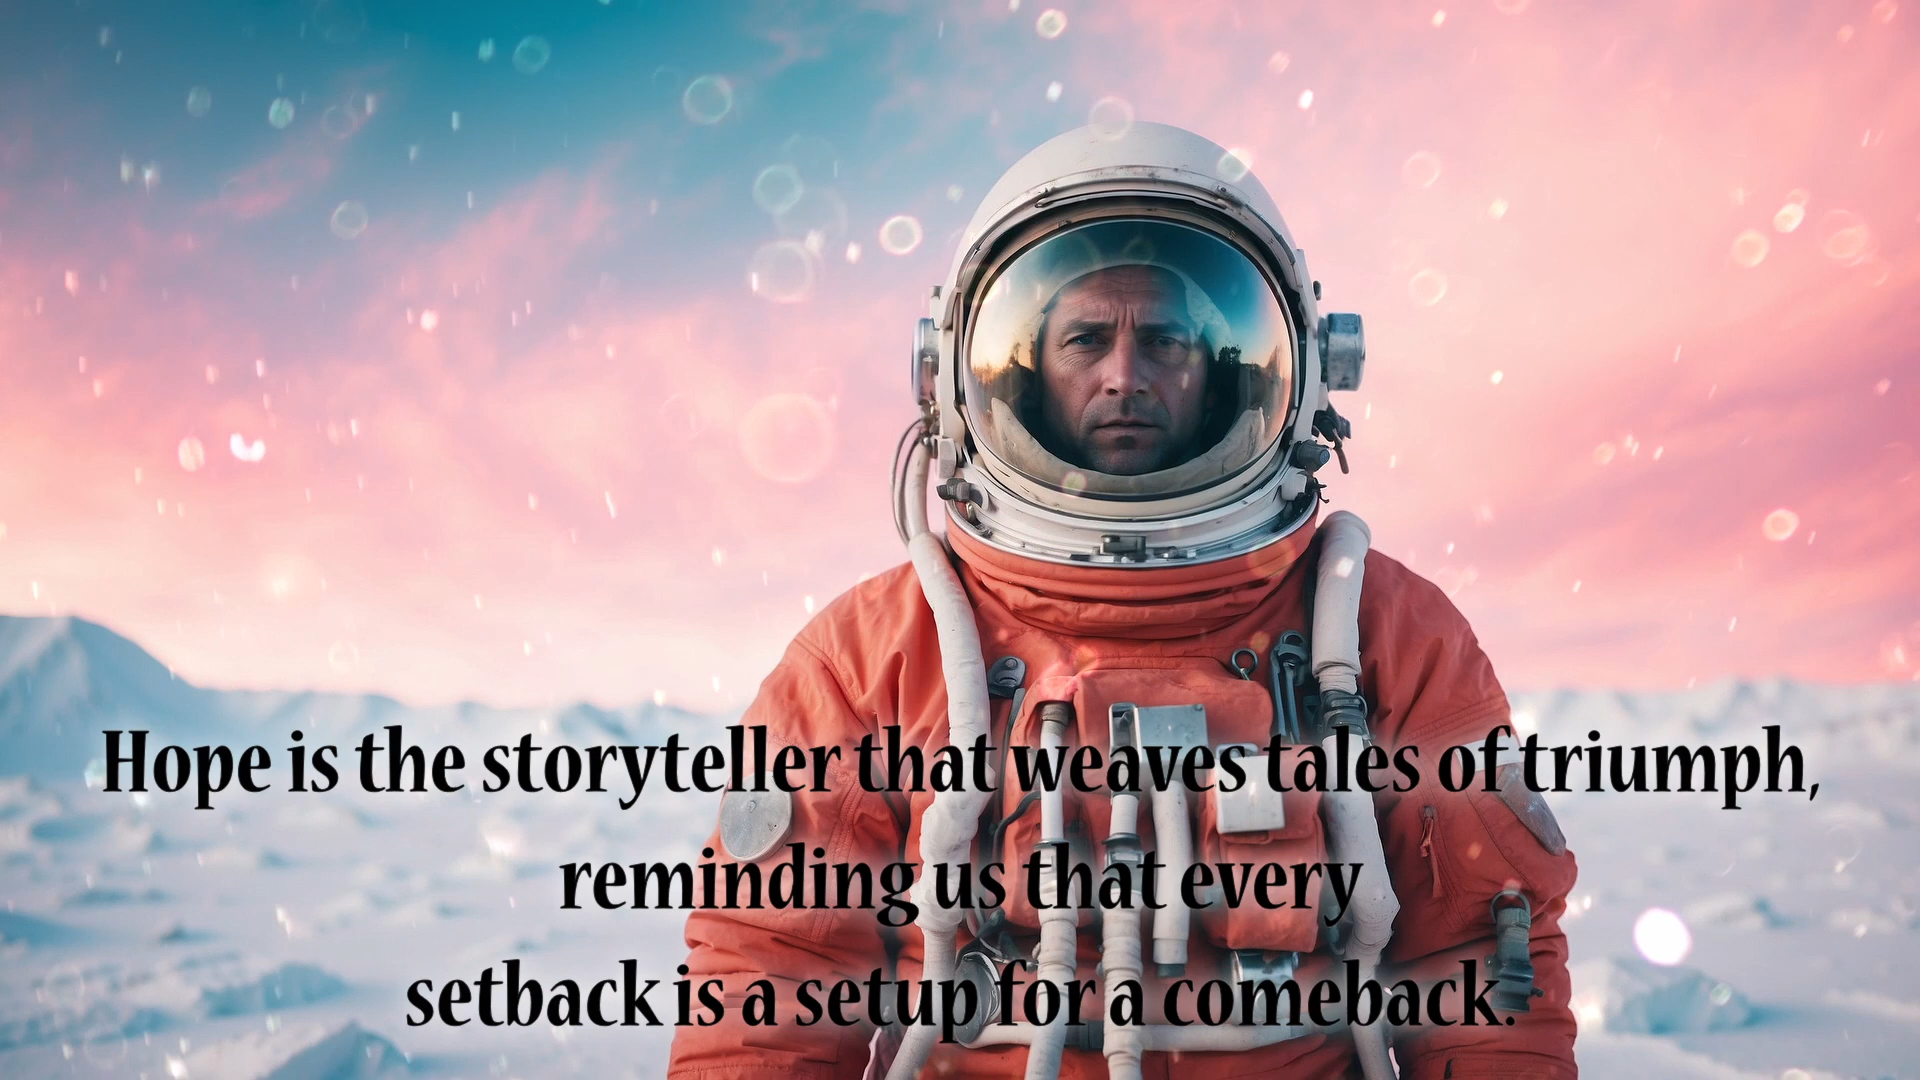 Hope is the storyteller that weaves tales of triumph,
reminding us that every
setback is a setup for a comeback.